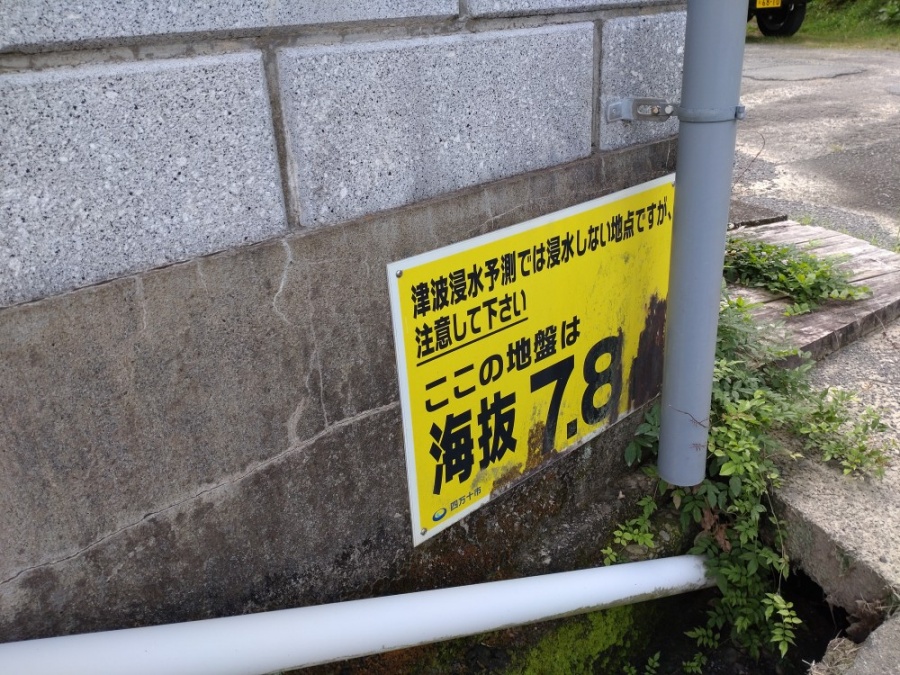 津波浸水予測では浸水しない地点ですが、
注意して下さい
ここの地盤は
海抜7.8
四万十市